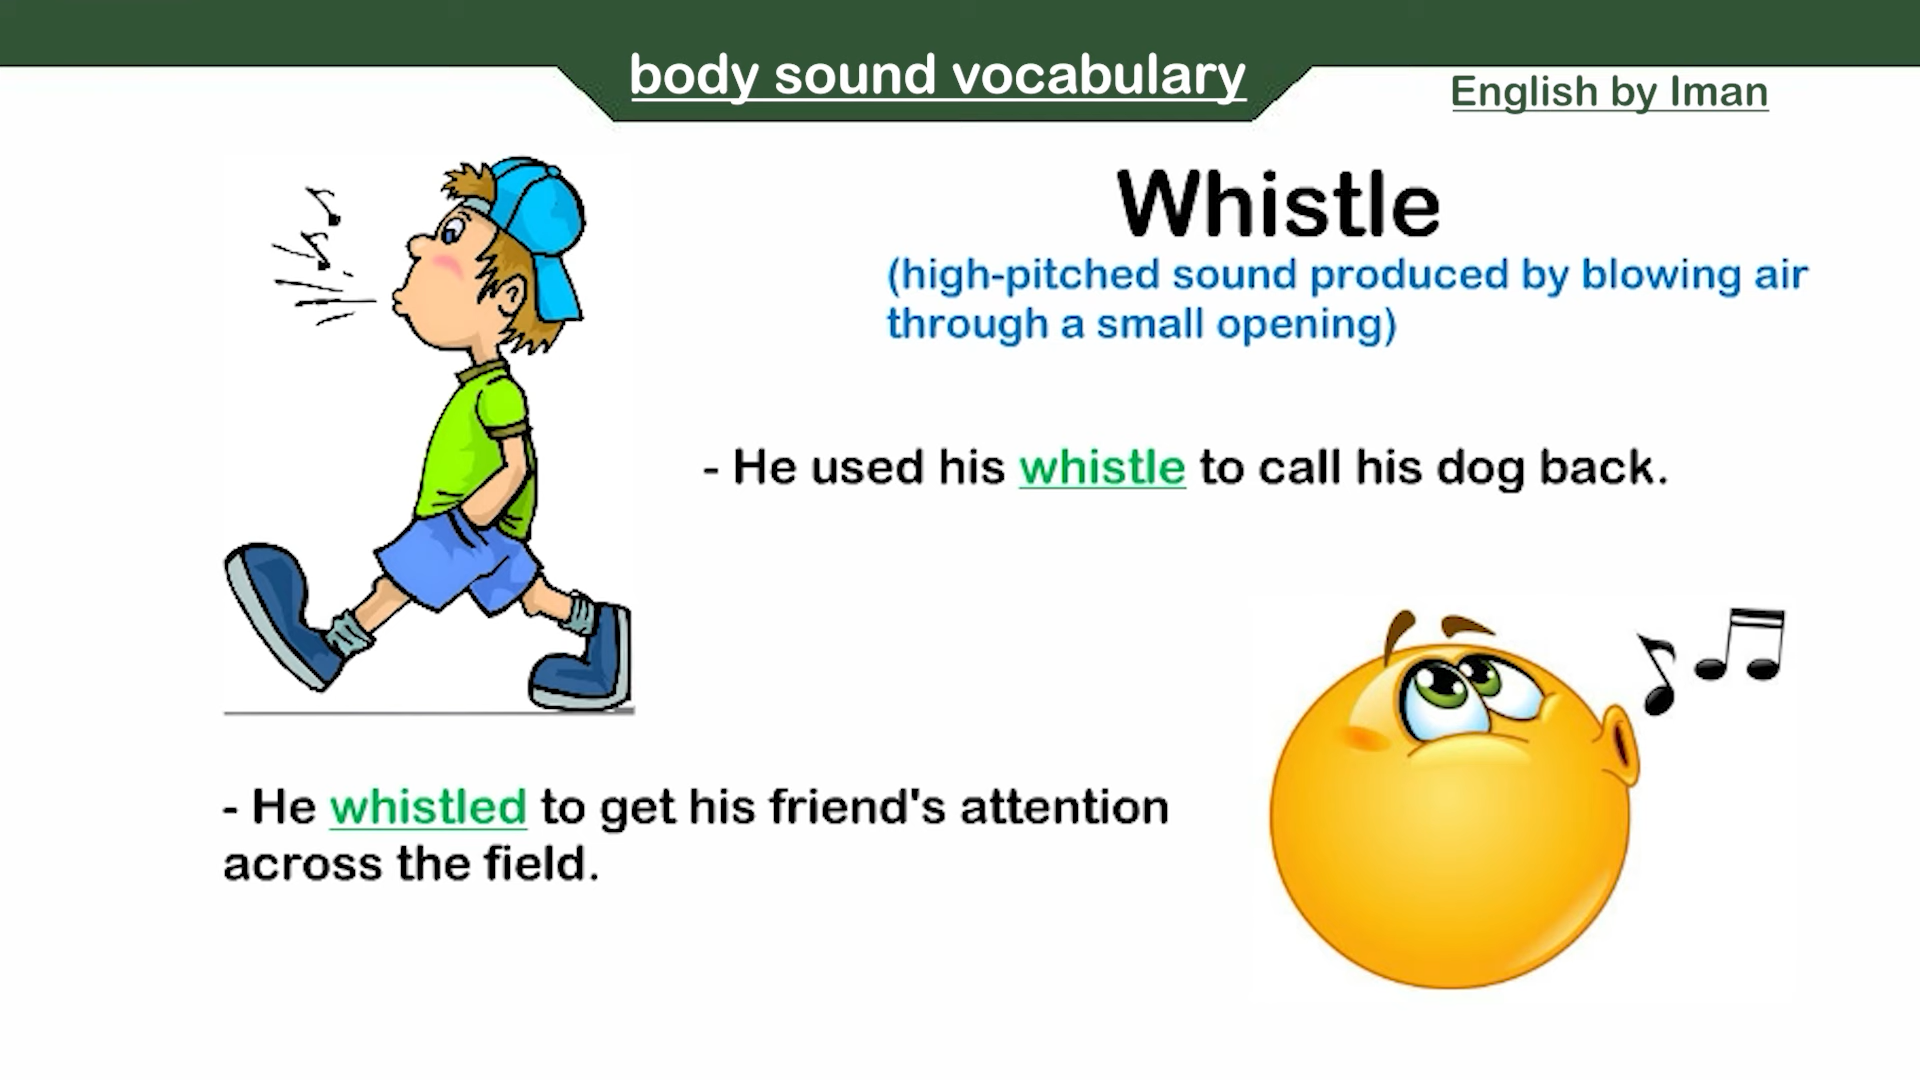 body sound vocabulary
English by Iman
Whistle
(high-pitched sound produced by blowing air
through a small opening)
- He used his whistle to call his dog back.
- He whistled to get his friend's attention
across the field.